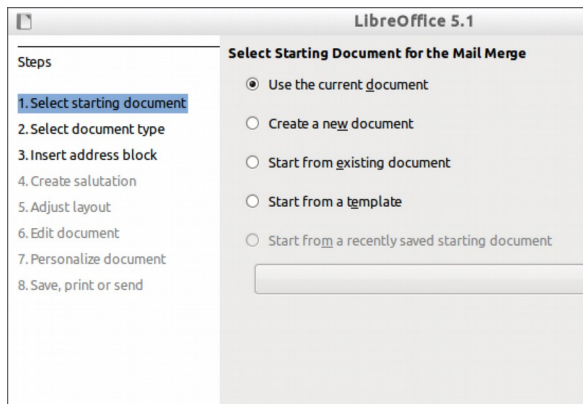 LibreOffice 5.1
Steps
1. Select starting document
2. Select document type
3. Insert address block
4. Create salutation
5. Adjust layout
6. Edit document
7. Personalize document
8. Save, print or send
Select Starting Document for the Mail Merge
Use the current document
Create a new document
Start from existing document
Start from a template
Start from a recently saved starting document